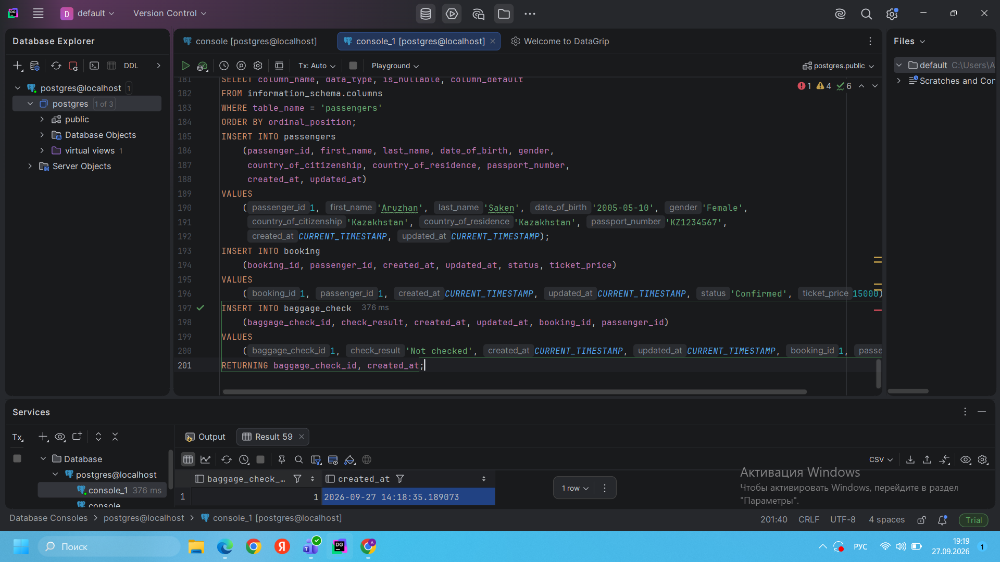 D default Version Control
Database Explorer
DDL
postgres@localhost 1
postgres 1 of 3
public
Database Objects
virtual views 1
Server Objects
console [postgres@localhost] console_1 [postgres@localhost] Welcome to DataGrip
Tx: Auto Playground postgres.public
1 4 6
181 SELECT column_name, data_type, is_nullable, column_default
182 FROM information_schema.columns
183 WHERE table_name = 'passengers'
184 ORDER BY ordinal_position;
185 INSERT INTO passengers
186 (passenger_id, first_name, last_name, date_of_birth, gender,
187 country_of_citizenship, country_of_residence, passport_number,
188 created_at, updated_at)
189 VALUES
190 ( passenger_id 1, first_name 'Aruzhan', last_name 'Saken', date_of_birth '2005-05-10', gender 'Female',
191 country_of_citizenship 'Kazakhstan', country_of_residence 'Kazakhstan', passport_number 'KZ1234567',
192 created_at CURRENT_TIMESTAMP, updated_at CURRENT_TIMESTAMP);
193 INSERT INTO booking
194 (booking_id, passenger_id, created_at, updated_at, status, ticket_price)
195 VALUES
196 ( booking_id 1, passenger_id 1, created_at CURRENT_TIMESTAMP, updated_at CURRENT_TIMESTAMP, status 'Confirmed', ticket_price 15000)
197 INSERT INTO baggage_check 376 ms
198 (baggage_check_id, check_result, created_at, updated_at, booking_id, passenger_id)
199 VALUES
200 ( baggage_check_id 1, check_result 'Not checked', created_at CURRENT_TIMESTAMP, updated_at CURRENT_TIMESTAMP, booking_id 1, passe
201 RETURNING baggage_check_id, created_at;
Files
default C:\Users\A
Scratches and Con
Services
Tx
Database
postgres@localhost
console_1 376 ms
console
Output Result 59
CSV
baggage_check_… created_at
1 1 2026-09-27 14:18:35.189073
1 row
Активация Windows
Чтобы активировать Windows, перейдите в раздел
"Параметры".
Database Consoles > postgres@localhost > console_1 [postgres@localhost]
201:40 CRLF UTF-8 4 spaces Trial
Поиск
РУС
19:19
27.09.2026
1